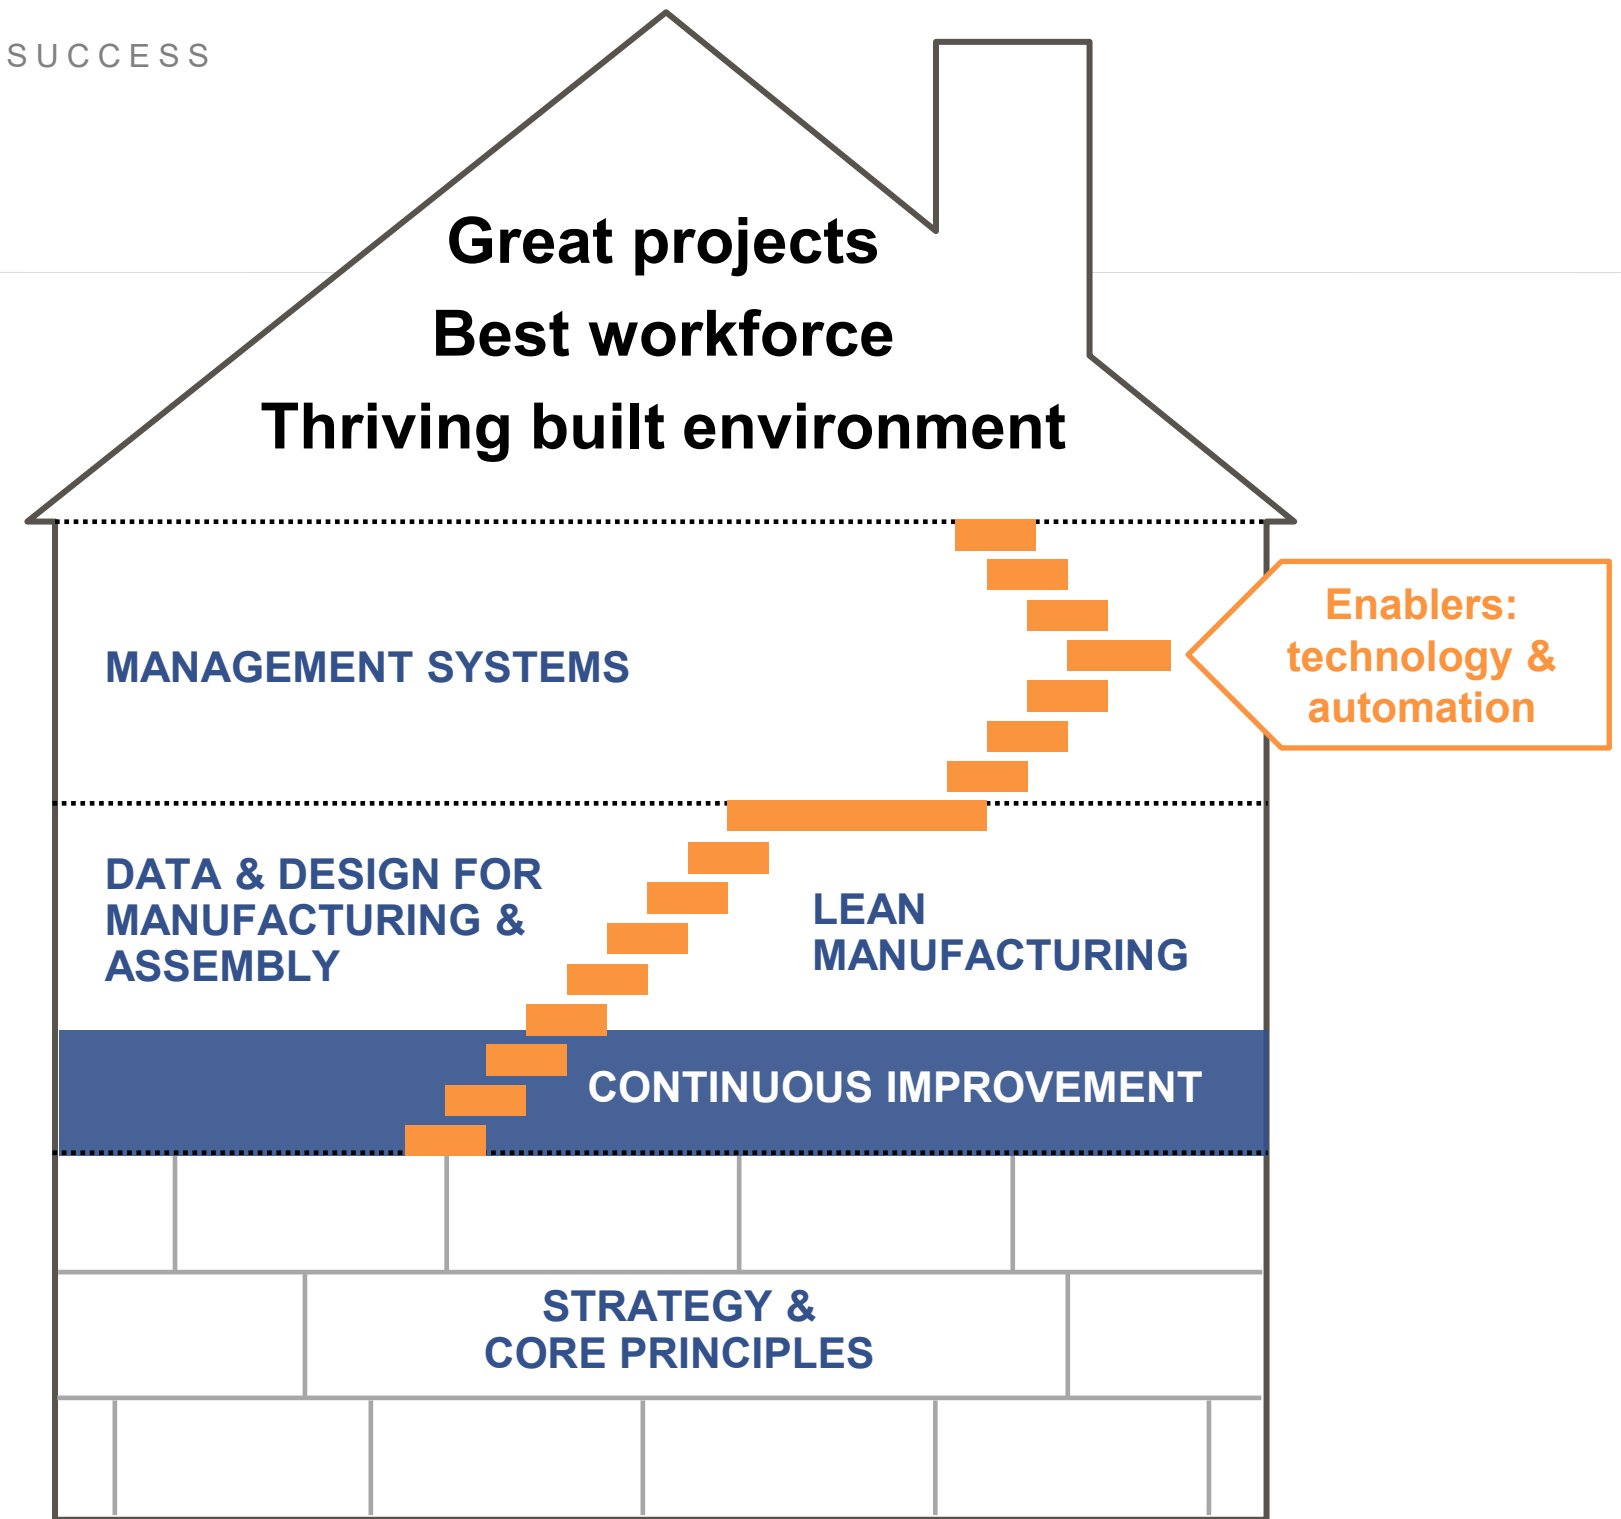 SUCCESS
Great projects
Best workforce
Thriving built environment
Enablers:
technology &
automation
MANAGEMENT SYSTEMS
DATA & DESIGN FOR
MANUFACTURING &
ASSEMBLY
LEAN
MANUFACTURING
CONTINUOUS IMPROVEMENT
STRATEGY &
CORE PRINCIPLES